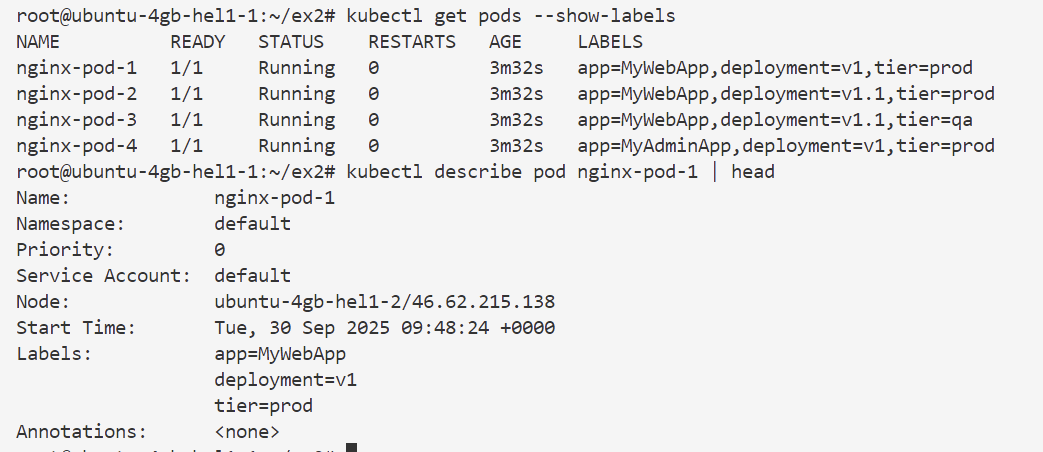 root@ubuntu-4gb-hel1-1:~/ex2# kubectl get pods --show-labels
NAME          READY   STATUS    RESTARTS   AGE     LABELS
nginx-pod-1   1/1     Running   0          3m32s   app=MyWebApp,deployment=v1,tier=prod
nginx-pod-2   1/1     Running   0          3m32s   app=MyWebApp,deployment=v1.1,tier=prod
nginx-pod-3   1/1     Running   0          3m32s   app=MyWebApp,deployment=v1.1,tier=qa
nginx-pod-4   1/1     Running   0          3m32s   app=MyAdminApp,deployment=v1,tier=prod
root@ubuntu-4gb-hel1-1:~/ex2# kubectl describe pod nginx-pod-1 | head
Name:             nginx-pod-1
Namespace:        default
Priority:         0
Service Account:  default
Node:             ubuntu-4gb-hel1-2/46.62.215.138
Start Time:       Tue, 30 Sep 2025 09:48:24 +0000
Labels:           app=MyWebApp
                  deployment=v1
                  tier=prod
Annotations:      <none>